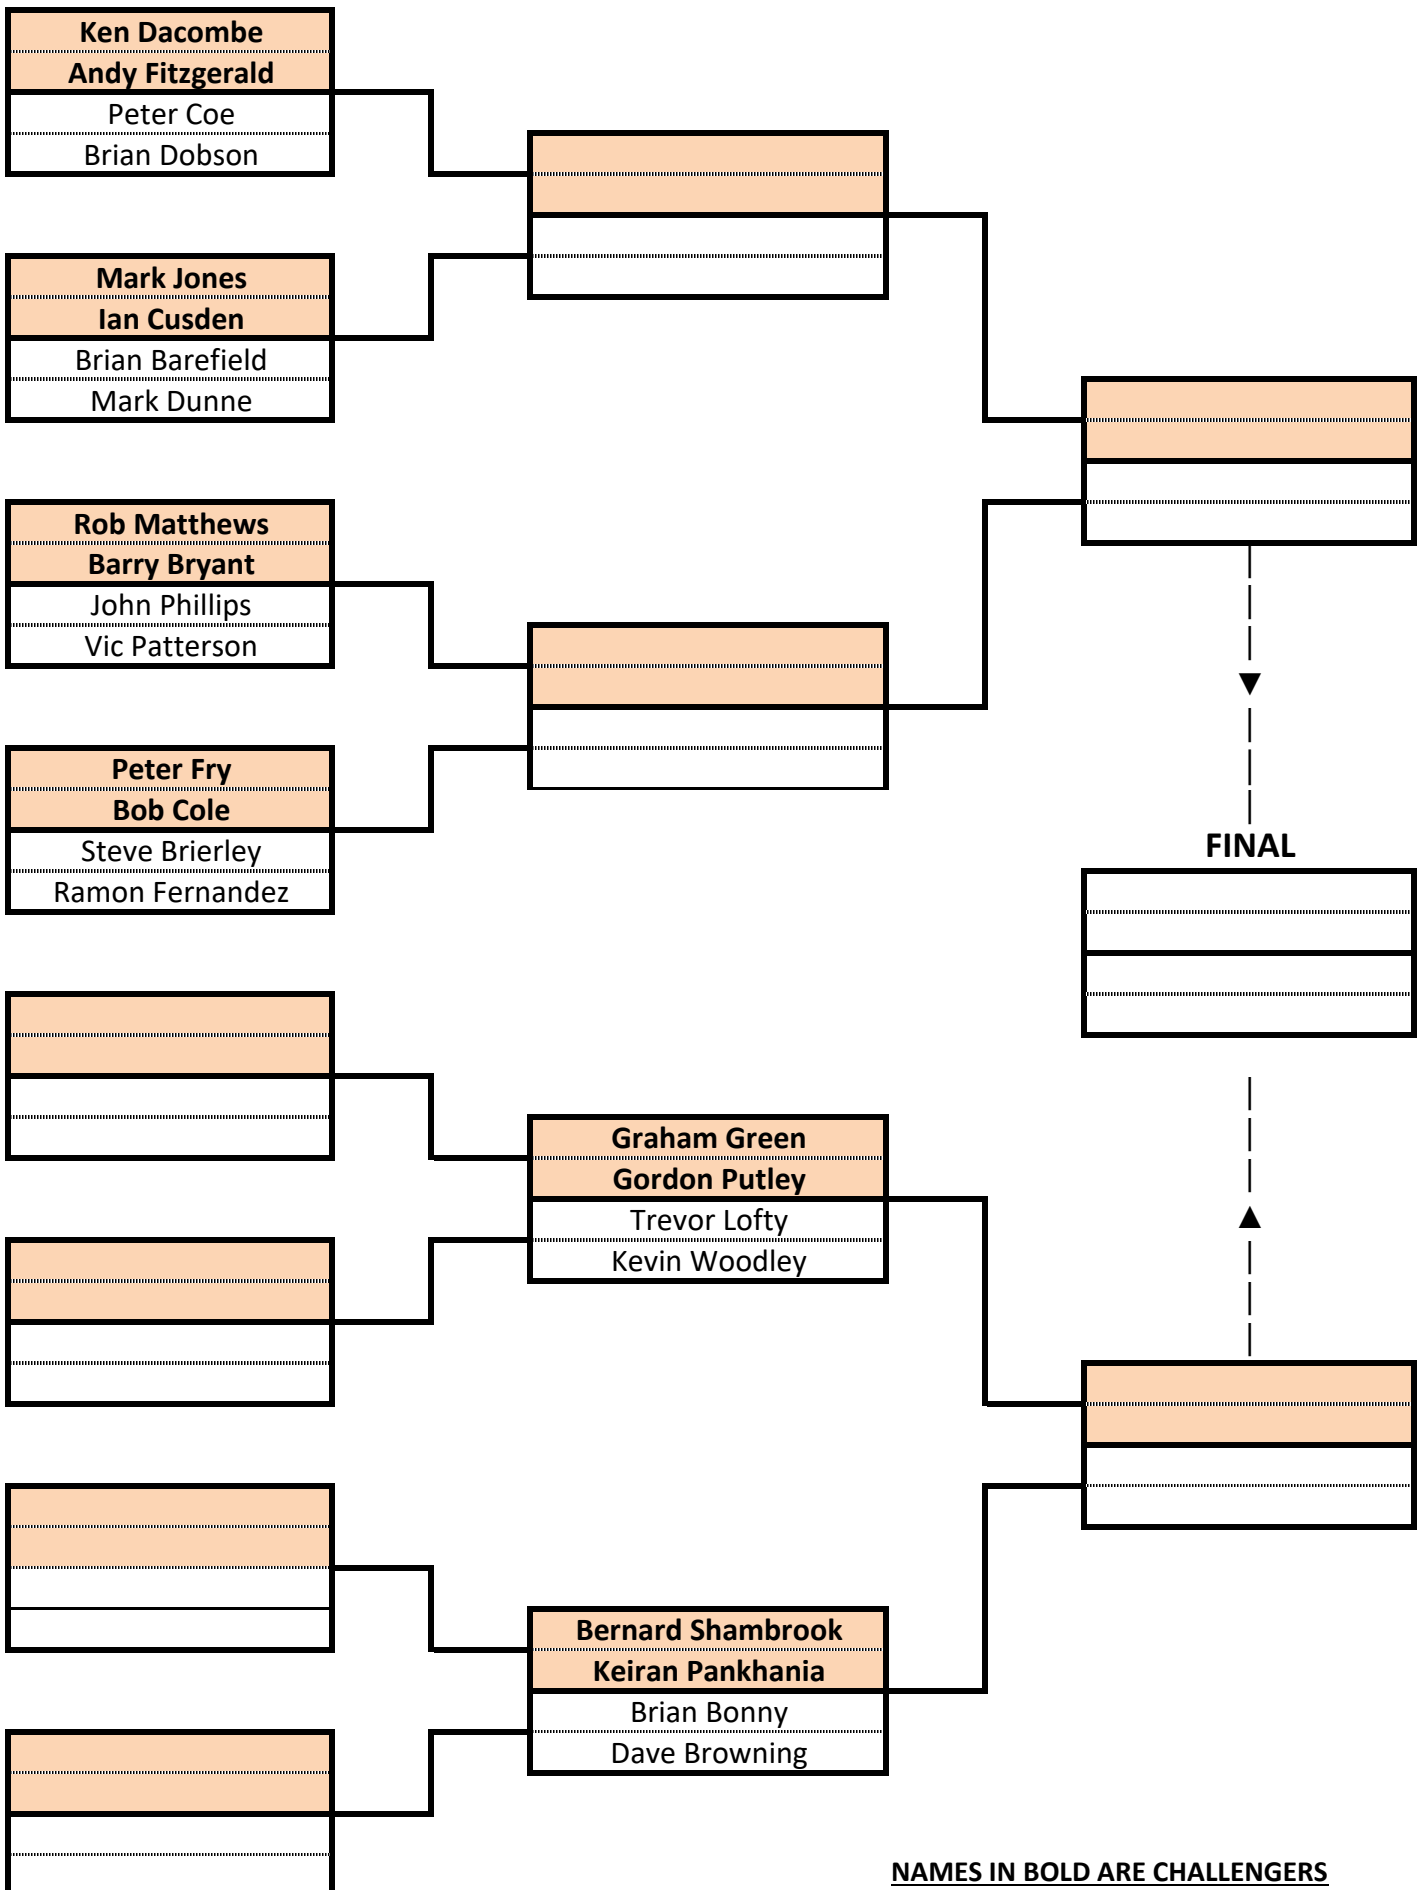 Ken Dacombe
Andy Fitzgerald
Peter Coe
Brian Dobson
Mark Jones
Ian Cusden
Brian Barefield
Mark Dunne
Rob Matthews
Barry Bryant
John Phillips
Vic Patterson
Peter Fry
Bob Cole
Steve Brierley
Ramon Fernandez
Graham Green
Gordon Putley
Trevor Lofty
Kevin Woodley
Bernard Shambrook
Keiran Pankhania
Brian Bonny
Dave Browning
FINAL
NAMES IN BOLD ARE CHALLENGERS